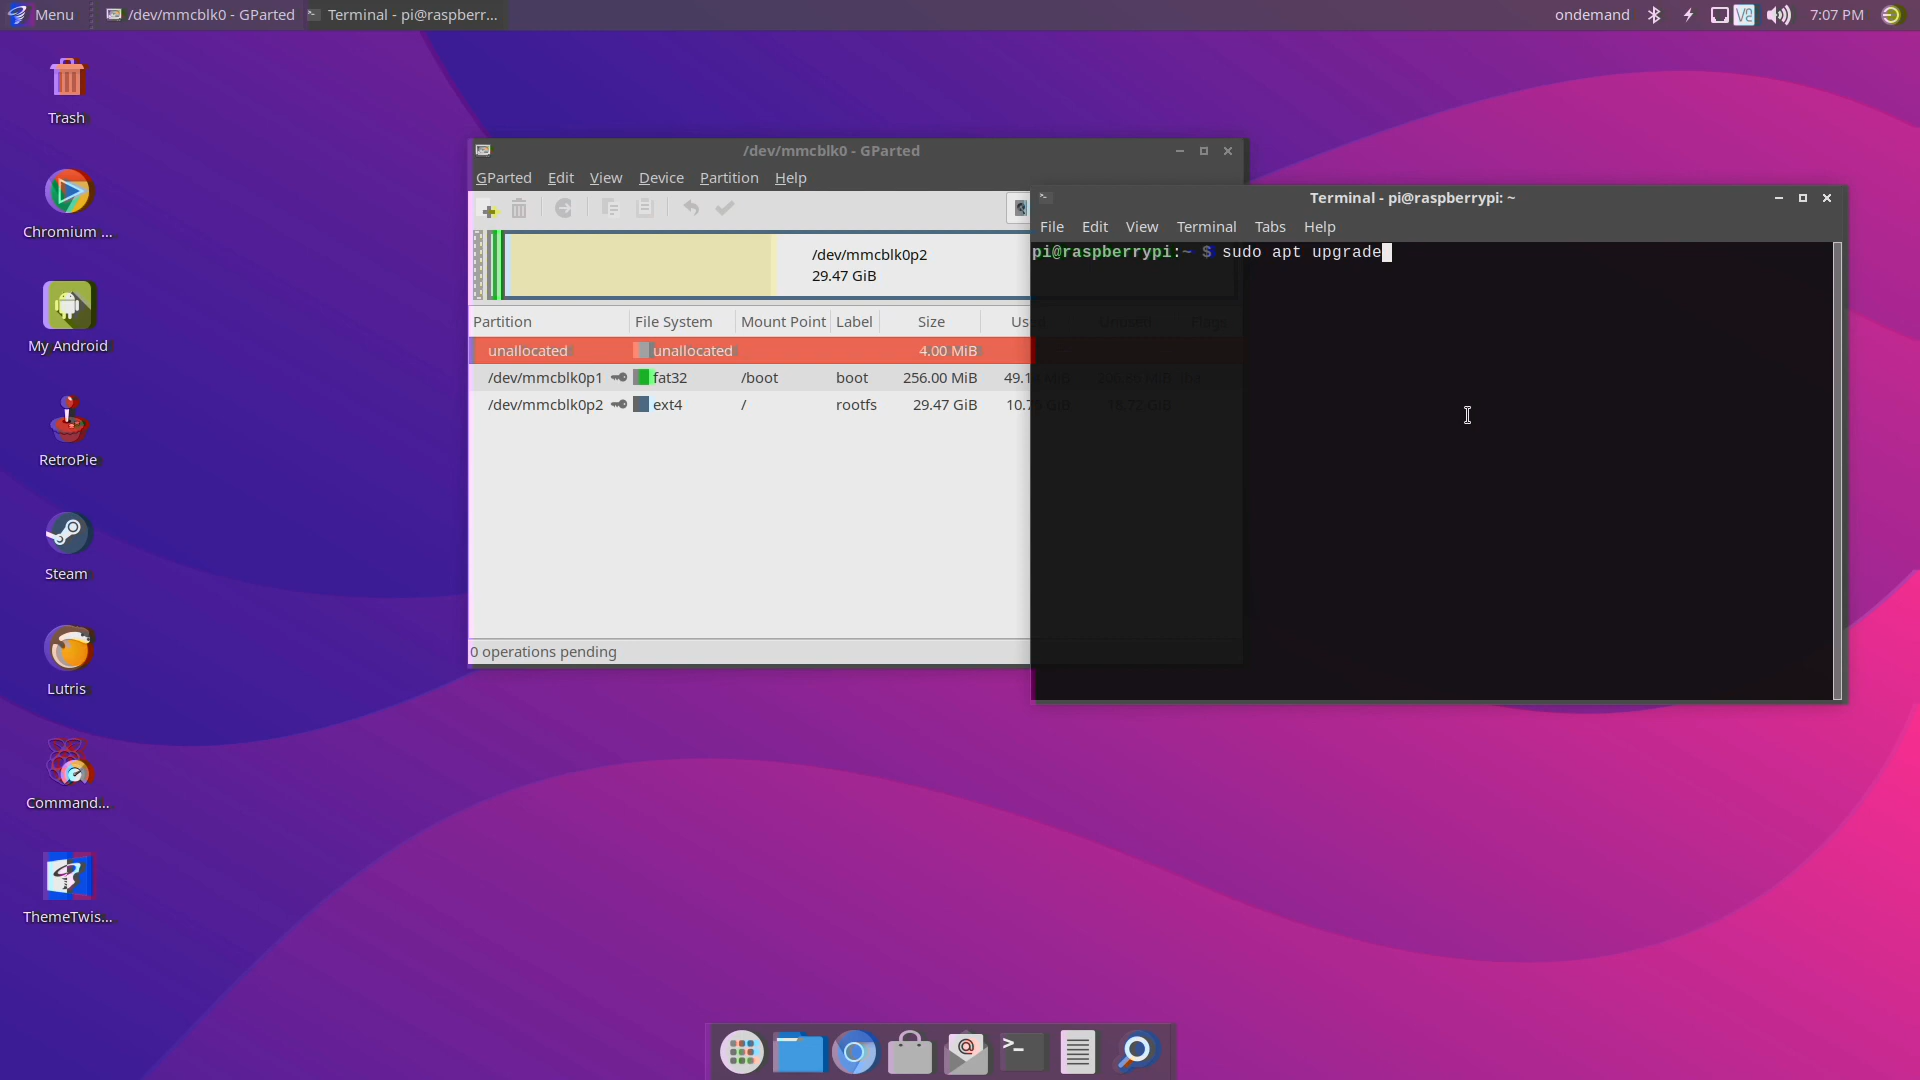 Menu
/dev/mmcblk0 - GParted
Terminal - pi@raspberr...
ondemand
7:07 PM
Trash
Chromium ...
My Android
RetroPie
Steam
Lutris
Command...
ThemeTwis...
/dev/mmcblk0 - GParted
GParted Edit View Device Partition Help
/dev/mmcblk0p2
29.47 GiB
Partition File System Mount Point Label Size Used Unused Flags
unallocated unallocated 4.00 MiB
/dev/mmcblk0p1 fat32 /boot boot 256.00 MiB
/dev/mmcblk0p2 ext4 / rootfs 29.47 GiB
0 operations pending
Terminal - pi@raspberrypi: ~
File Edit View Terminal Tabs Help
pi@raspberrypi:~ $ sudo apt upgrade